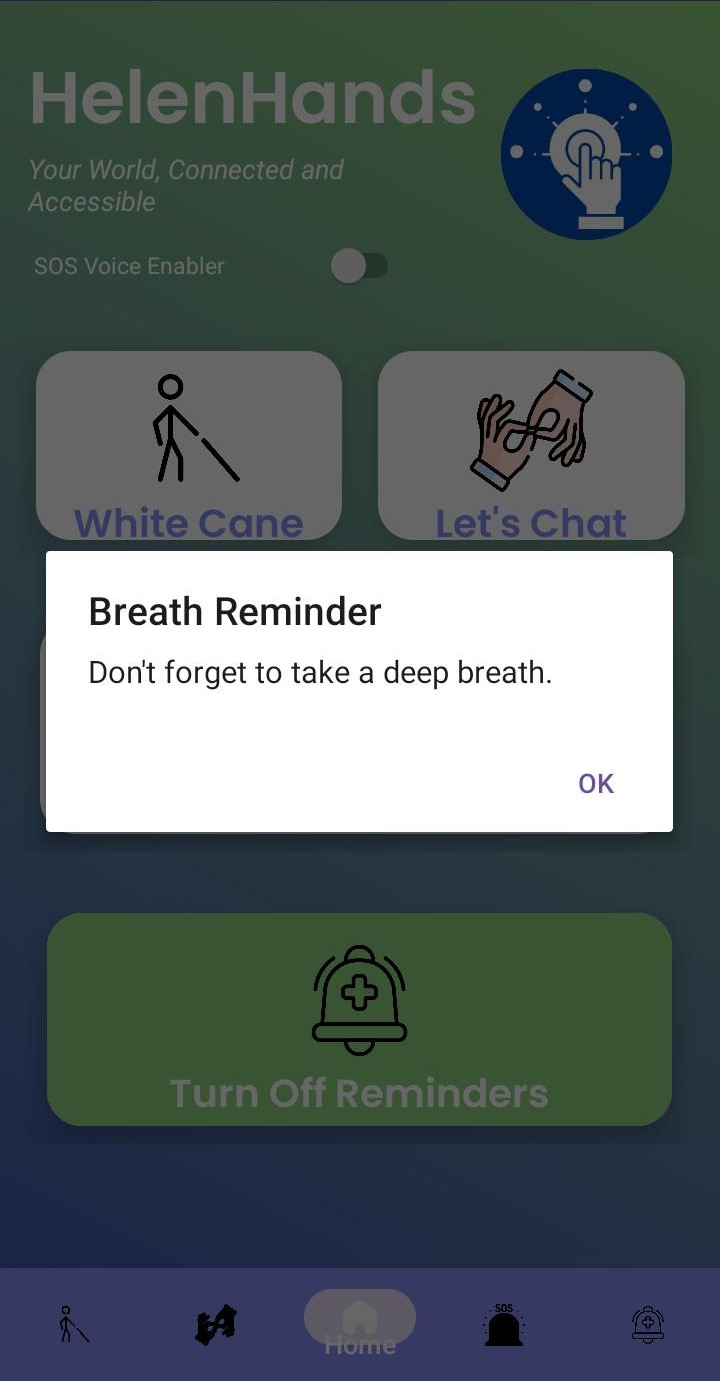 HelenHands
Your World, Connected and
Accessible
SOS Voice Enabler
White Cane
Let's Chat
Breath Reminder
Don't forget to take a deep breath.
OK
Turn Off Reminders
SOS
Home